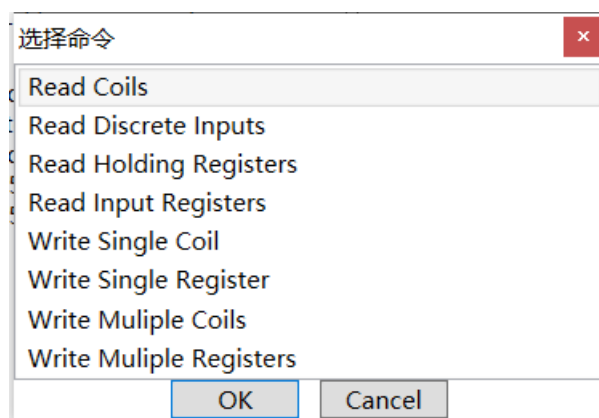 选择命令
Read Coils
Read Discrete Inputs
Read Holding Registers
Read Input Registers
Write Single Coil
Write Single Register
Write Muliple Coils
Write Muliple Registers
OK Cancel